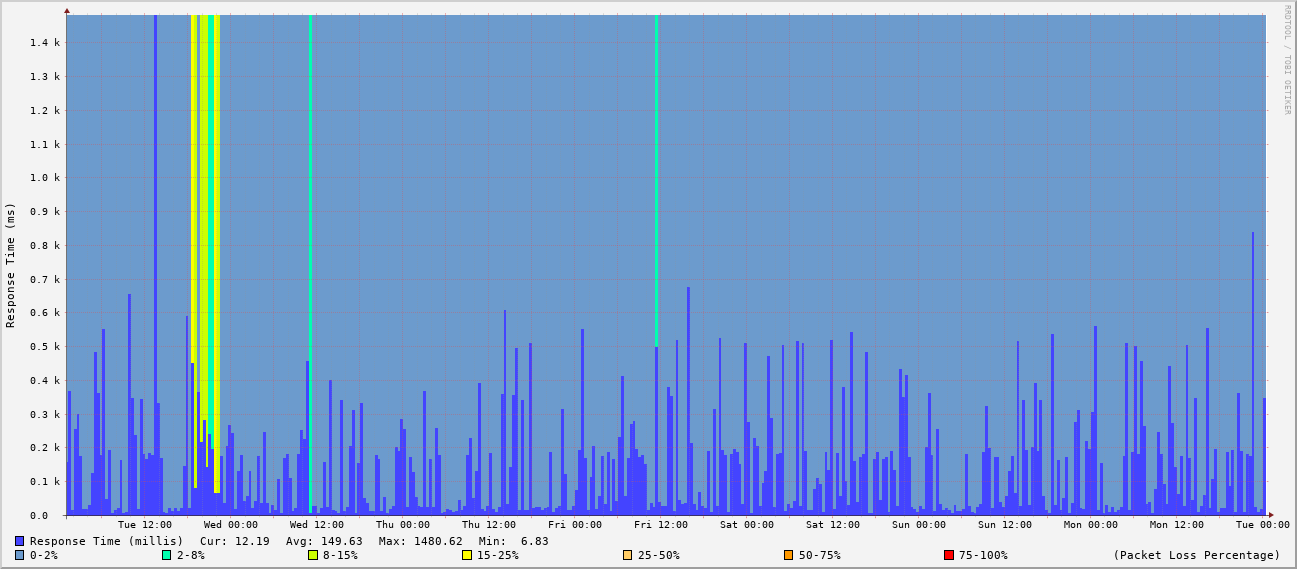 RRDTOOL / TOBI OETIKER
Response Time (ms)
1.4 k
1.3 k
1.2 k
1.1 k
1.0 k
0.9 k
0.8 k
0.7 k
0.6 k
0.5 k
0.4 k
0.3 k
0.2 k
0.1 k
0.0
Tue 12:00 Wed 00:00 Wed 12:00 Thu 00:00 Thu 12:00 Fri 00:00 Fri 12:00 Sat 00:00 Sat 12:00 Sun 00:00 Sun 12:00 Mon 00:00 Mon 12:00 Tue 00:00
Response Time (millis) Cur: 12.19 Avg: 149.63 Max: 1480.62 Min: 6.83
0-2% 2-8% 8-15% 15-25% 25-50% 50-75% 75-100% (Packet Loss Percentage)